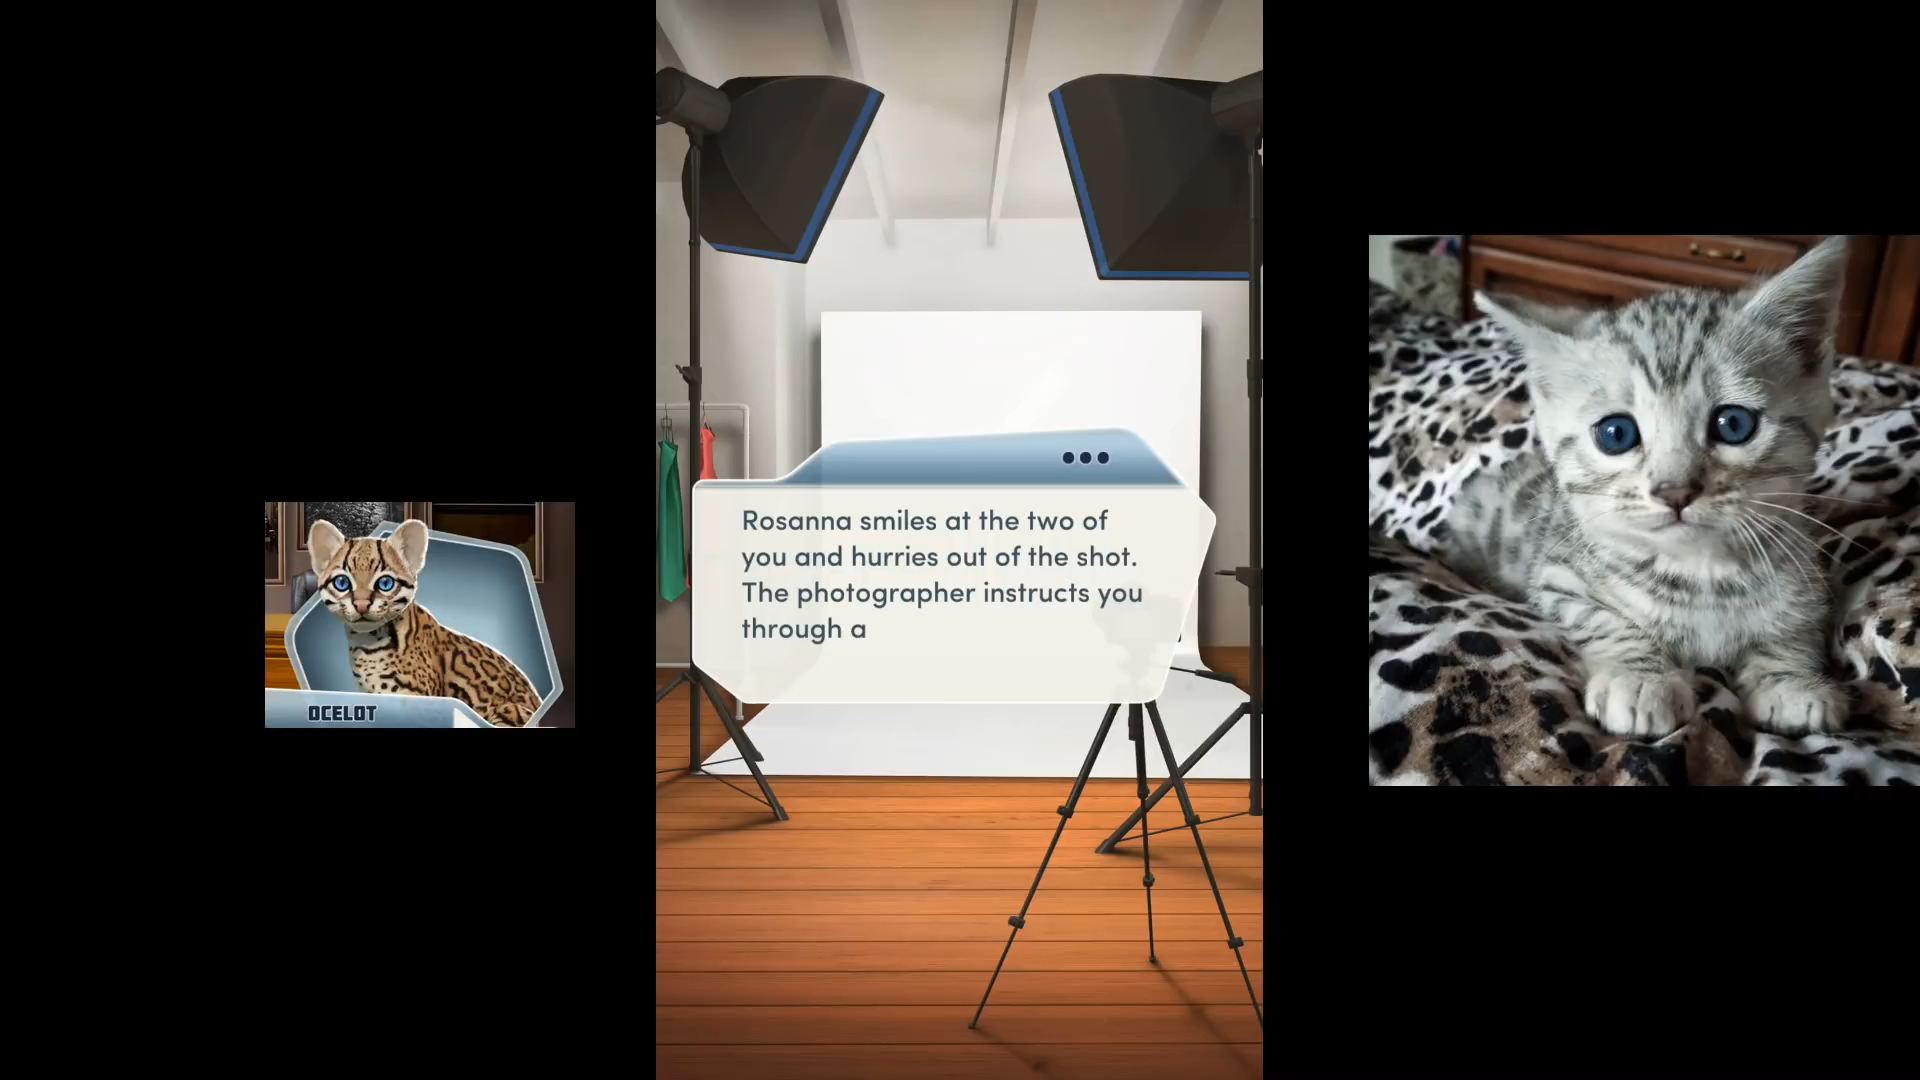 Rosanna smiles at the two of
you and hurries out of the shot.
The photographer instructs you
through a
OCELOT